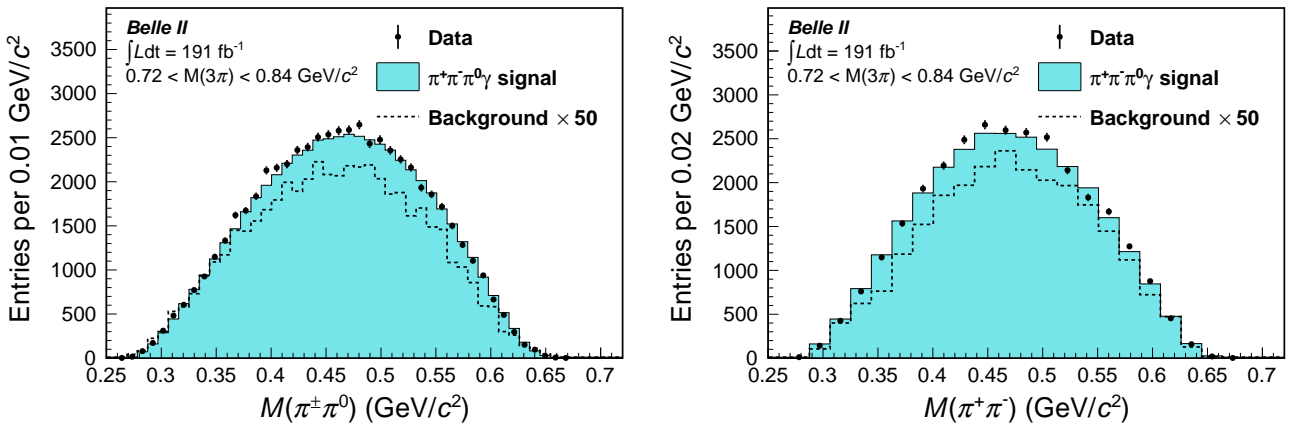 Belle II
∫Ldt = 191 fb⁻¹
0.72 < M(3π) < 0.84 GeV/c²
Data
π⁺π⁻π⁰γ signal
Background × 50
Entries per 0.01 GeV/c²
3500
3000
2500
2000
1500
1000
500
0
0.25 0.3 0.35 0.4 0.45 0.5 0.55 0.6 0.65 0.7
M(π±π⁰) (GeV/c²)
Belle II
∫Ldt = 191 fb⁻¹
0.72 < M(3π) < 0.84 GeV/c²
Data
π⁺π⁻π⁰γ signal
Background × 50
Entries per 0.02 GeV/c²
3500
3000
2500
2000
1500
1000
500
0
0.25 0.3 0.35 0.4 0.45 0.5 0.55 0.6 0.65 0.7
M(π⁺π⁻) (GeV/c²)